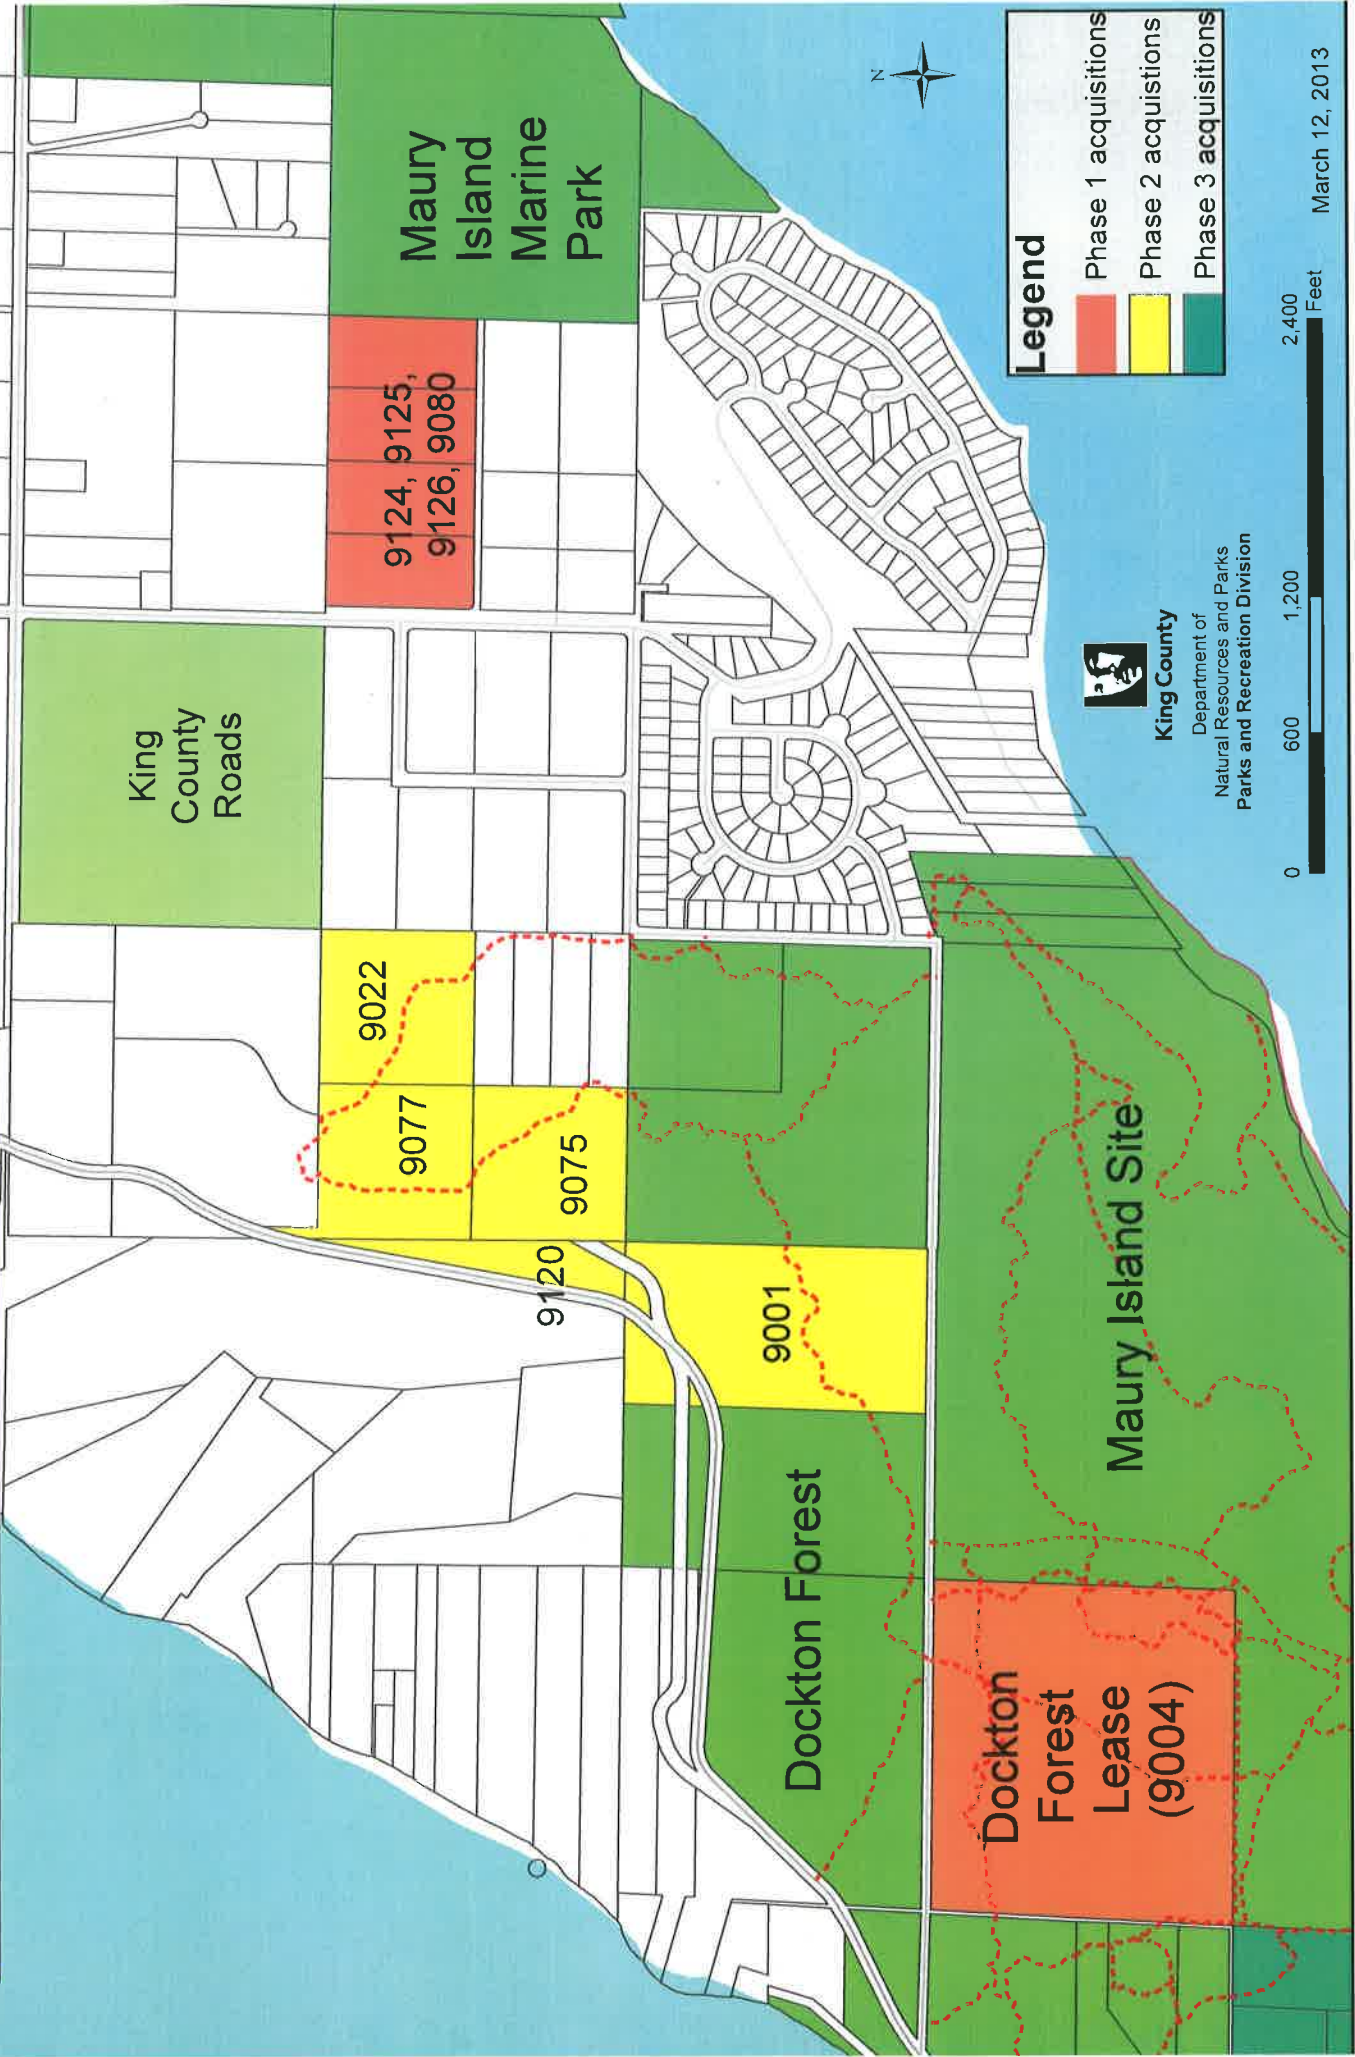 King
County
Roads
Maury
Island
Marine
Park
9124, 9125,
9126, 9080
9022
9077
9075
9120
9001
Dockton Forest
Maury Island Site
Dockton
Forest
Lease
(9004)
N
Legend
Phase 1 acquisitions
Phase 2 acquistions
Phase 3 acquisitions
King County
Department of
Natural Resources and Parks
Parks and Recreation Division
0 600 1,200 2,400
Feet
March 12, 2013